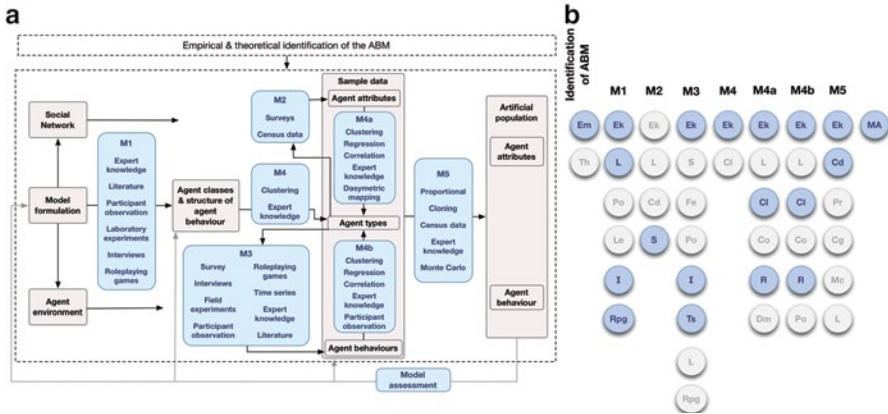 a
Empirical & theoretical identification of the ABM
Social
Network
Model
formulation
Agent
environment
M1
Expert
knowledge
Literature
Participant
observation
Laboratory
experiments
Interviews
Roleplaying
games
Agent classes
& structure of
agent
behaviour
M2
Surveys
Census data
M4
Clustering
Expert
knowledge
M3
Survey
Interviews
Field
experiments
Participant
observation
Roleplaying
games
Time series
Expert
knowledge
Literature
Sample data
Agent attributes
M4a
Clustering
Regression
Correlation
Expert
knowledge
Dasymetric
mapping
Agent types
M4b
Clustering
Regression
Correlation
Expert
knowledge
Participant
observation
Agent behaviours
M5
Proportional
Cloning
Census data
Expert
knowledge
Monte Carlo
Artificial
population
Agent
attributes
Agent
behaviour
Model
assessment
b
Identification
of ABM
M1 M2 M3 M4 M4a M4b M5
Em Ek Ek Ek Ek Ek Ek Ek MA
Th L L S Cl L L Cd
Po Cd Fe Cl Cl Pr
Le S Po Co Co Cg
I I R R Mc
Rpg Ts Dm Po L
L
Rpg